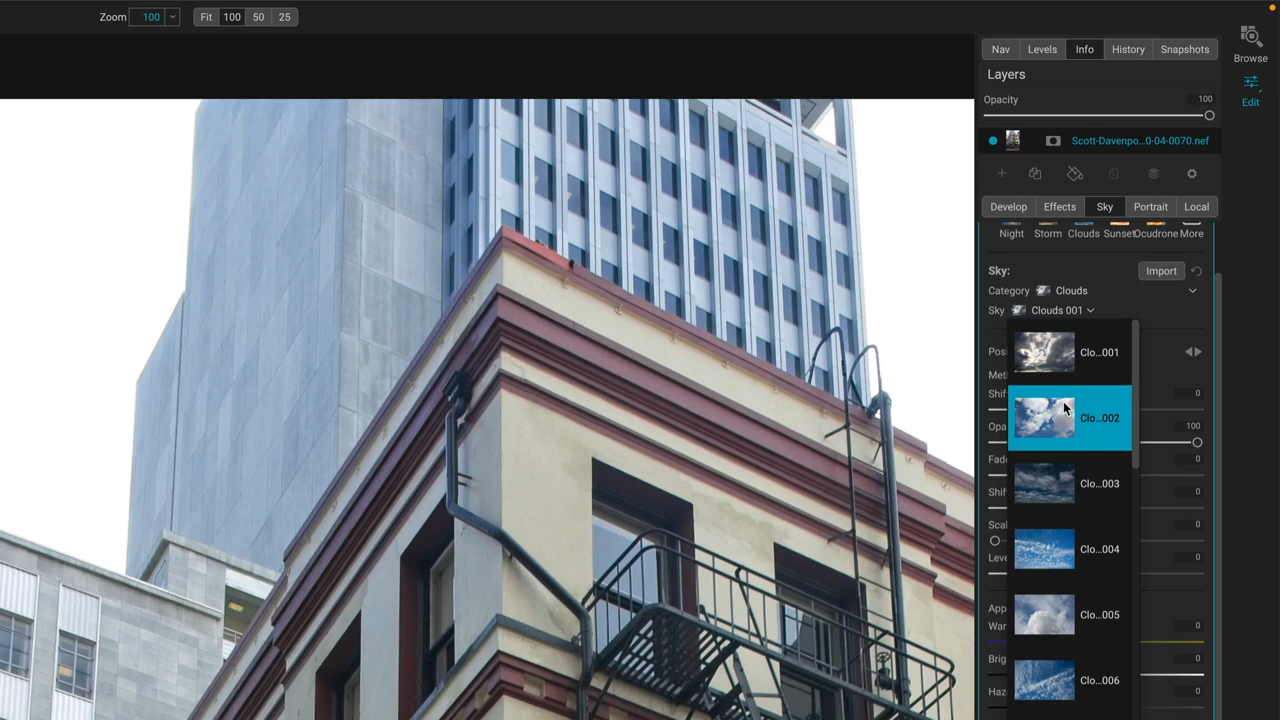 Zoom 100 Fit 100 50 25
Browse
Edit
Nav Levels Info History Snapshots
Layers
Opacity 100
Scott-Davenpo...0-04-0070.nef
Develop Effects Sky Portrait Local
Night Storm Clouds Sunset Ocudrone More
Sky: Import
Category Clouds
Sky Clouds 001
Clo...001
Clo...002
Clo...003
Clo...004
Clo...005
Clo...006
Pos
Met
Shif 0
Opa 100
Fade 0
Shif 0
Scal 0
Leve 0
App
War 0
Brig 0
Haz 0